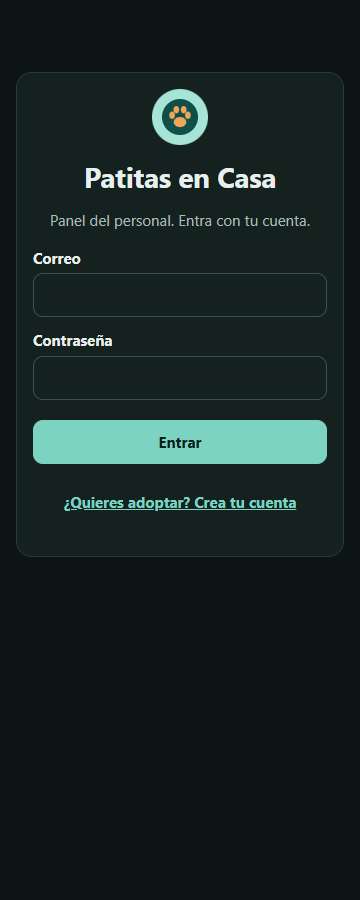 Patitas en Casa
Panel del personal. Entra con tu cuenta.
Correo
Contraseña
Entrar
¿Quieres adoptar? Crea tu cuenta